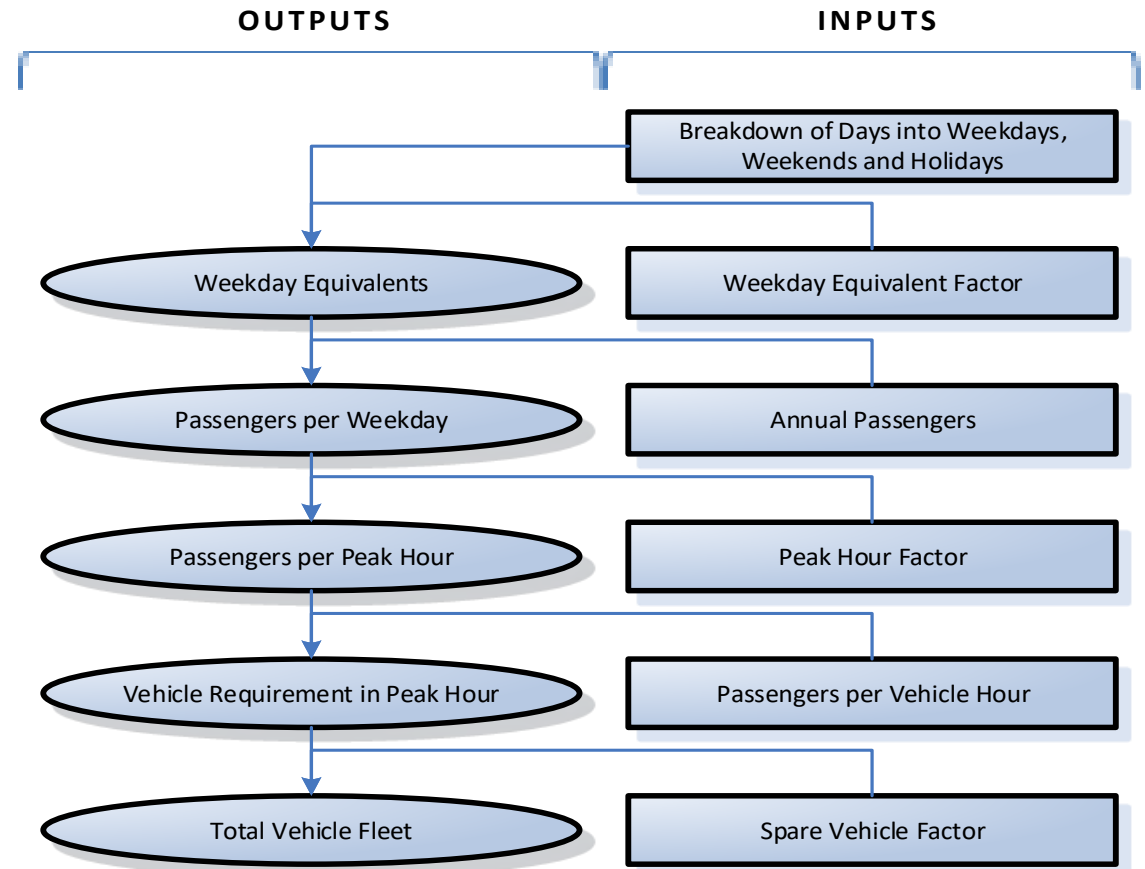 OUTPUTS
INPUTS
Breakdown of Days into Weekdays,
Weekends and Holidays
Weekday Equivalents
Weekday Equivalent Factor
Passengers per Weekday
Annual Passengers
Passengers per Peak Hour
Peak Hour Factor
Vehicle Requirement in Peak Hour
Passengers per Vehicle Hour
Total Vehicle Fleet
Spare Vehicle Factor